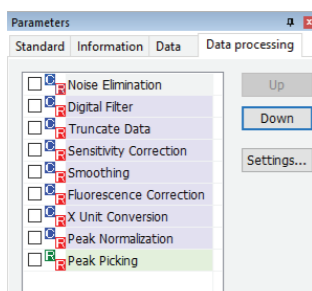 Parameters
Standard Information Data Data processing
C R Noise Elimination
C R Digital Filter
C R Truncate Data
C R Sensitivity Correction
C R Smoothing
C R Fluorescence Correction
C R X Unit Conversion
C R Peak Normalization
R R Peak Picking
Up
Down
Settings...